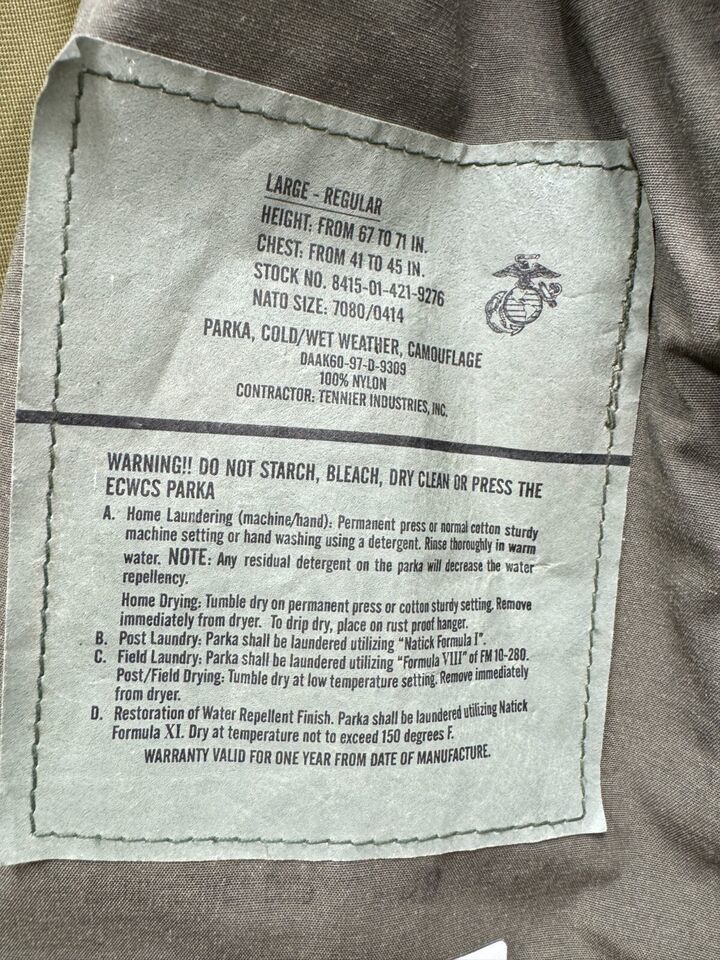 LARGE - REGULAR
HEIGHT: FROM 67 TO 71 IN.
CHEST: FROM 41 TO 45 IN.
STOCK NO. 8415-01-421-9276
NATO SIZE: 7080/0414
PARKA, COLD/WET WEATHER, CAMOUFLAGE
DAAK60-97-D-9309
100% NYLON
CONTRACTOR: TENNIER INDUSTRIES, INC.
WARNING!! DO NOT STARCH, BLEACH, DRY CLEAN OR PRESS THE
ECWCS PARKA
A. Home Laundering (machine/hand): Permanent press or normal cotton sturdy
machine setting or hand washing using a detergent. Rinse thoroughly in warm
water. NOTE: Any residual detergent on the parka will decrease the water
repellency.
Home Drying: Tumble dry on permanent press or cotton sturdy setting. Remove
immediately from dryer. To drip dry, place on rust proof hanger.
B. Post Laundry: Parka shall be laundered utilizing "Natick Formula I".
C. Field Laundry: Parka shall be laundered utilizing "Formula VIII" of FM 10-280.
Post/Field Drying: Tumble dry at low temperature setting. Remove immediately
from dryer.
D. Restoration of Water Repellent Finish. Parka shall be laundered utilizing Natick
Formula XI. Dry at temperature not to exceed 150 degrees F.
WARRANTY VALID FOR ONE YEAR FROM DATE OF MANUFACTURE.